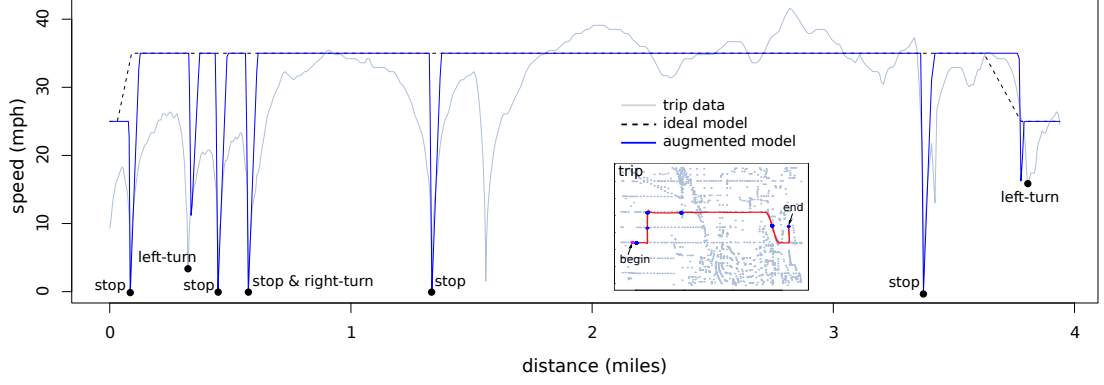 40
30
20
10
0
speed (mph)
trip data
ideal model
augmented model
trip
end
begin
left-turn
left-turn
stop
stop
stop & right-turn
stop
stop
0
1
2
3
4
distance (miles)